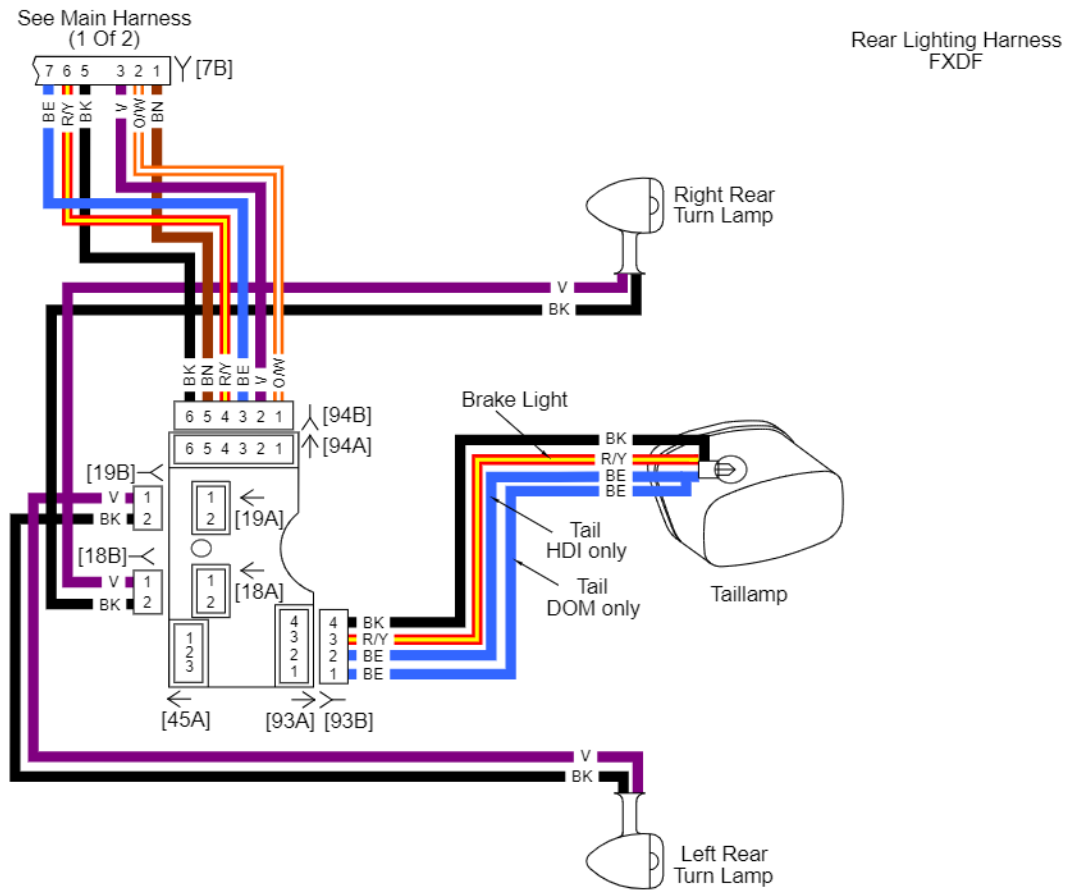 See Main Harness
(1 Of 2)
Rear Lighting Harness
FXDF
7 6 5 3 2 1 [7B]
BE R/Y BK V O/W BN
Right Rear
Turn Lamp
V
BK
BK BN R/Y BE V O/W
6 5 4 3 2 1 [94B]
6 5 4 3 2 1 [94A]
Brake Light
BK
R/Y
BE
BE
[19B]
V 1
BK 2
1
2
[19A]
Tail
HDI only
[18B]
V 1
BK 2
1
2
[18A]
Tail
DOM only
Taillamp
1
2
3
4
3
2
1
4 BK
3 R/Y
2 BE
1 BE
[45A] [93A] [93B]
V
BK
Left Rear
Turn Lamp